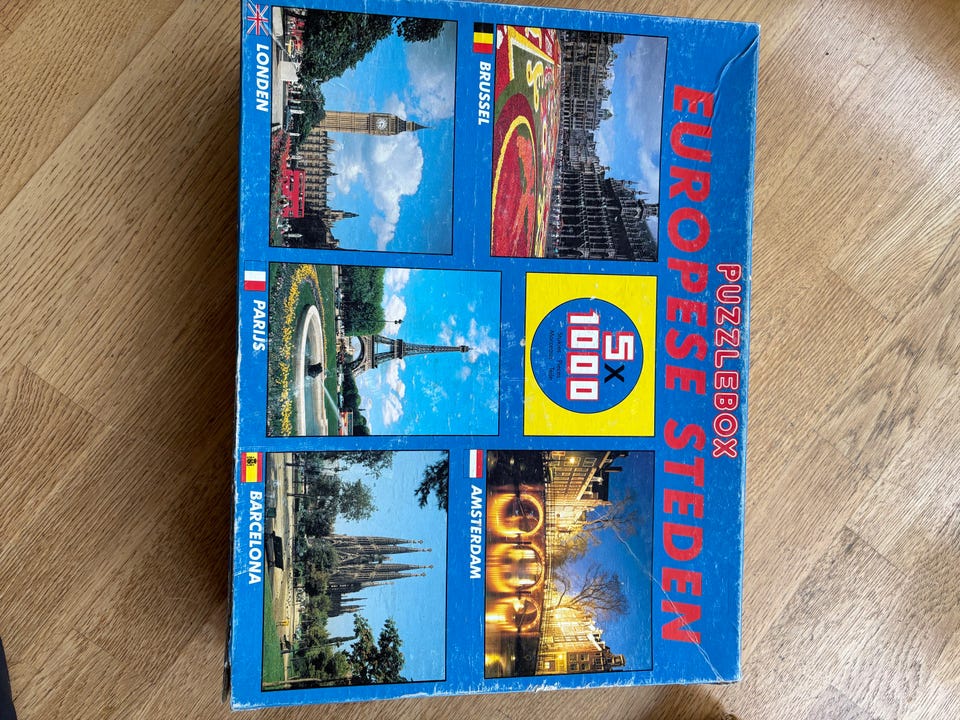 PUZZLEBOX
EUROPESE STEDEN
BRUSSEL
5X
1000
AMSTERDAM
LONDEN
PARIJS
BARCELONA